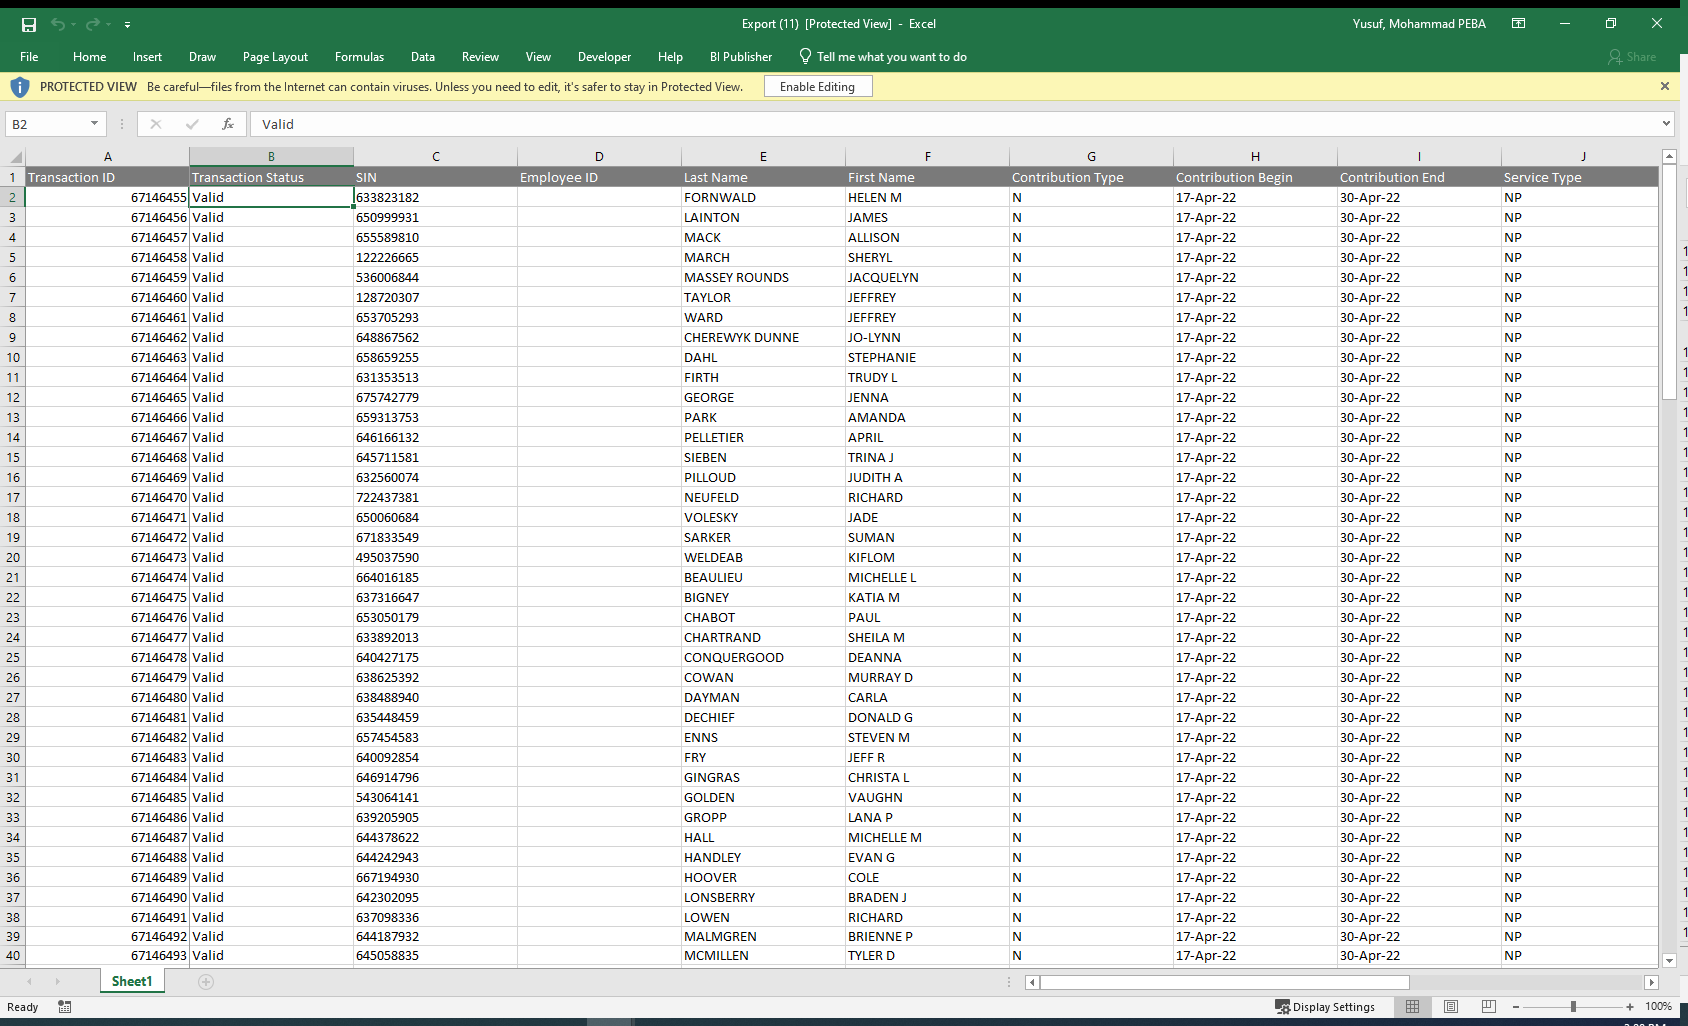 Export (11) [Protected View] - Excel
Yusuf, Mohammad PEBA
File Home Insert Draw Page Layout Formulas Data Review View Developer Help BI Publisher Tell me what you want to do Share
PROTECTED VIEW Be careful—files from the Internet can contain viruses. Unless you need to edit, it's safer to stay in Protected View. Enable Editing
B2 fx Valid
A B C D E F G H I J
1 Transaction ID Transaction Status SIN Employee ID Last Name First Name Contribution Type Contribution Begin Contribution End Service Type
2 67146455 Valid 633823182 FORNWALD HELEN M N 17-Apr-22 30-Apr-22 NP
3 67146456 Valid 650999931 LAINTON JAMES N 17-Apr-22 30-Apr-22 NP
4 67146457 Valid 655589810 MACK ALLISON N 17-Apr-22 30-Apr-22 NP
5 67146458 Valid 122226665 MARCH SHERYL N 17-Apr-22 30-Apr-22 NP
6 67146459 Valid 536006844 MASSEY ROUNDS JACQUELYN N 17-Apr-22 30-Apr-22 NP
7 67146460 Valid 128720307 TAYLOR JEFFREY N 17-Apr-22 30-Apr-22 NP
8 67146461 Valid 653705293 WARD JEFFREY N 17-Apr-22 30-Apr-22 NP
9 67146462 Valid 648867562 CHEREWYK DUNNE JO-LYNN N 17-Apr-22 30-Apr-22 NP
10 67146463 Valid 658659255 DAHL STEPHANIE N 17-Apr-22 30-Apr-22 NP
11 67146464 Valid 631353513 FIRTH TRUDY L N 17-Apr-22 30-Apr-22 NP
12 67146465 Valid 675742779 GEORGE JENNA N 17-Apr-22 30-Apr-22 NP
13 67146466 Valid 659313753 PARK AMANDA N 17-Apr-22 30-Apr-22 NP
14 67146467 Valid 646166132 PELLETIER APRIL N 17-Apr-22 30-Apr-22 NP
15 67146468 Valid 645711581 SIEBEN TRINA J N 17-Apr-22 30-Apr-22 NP
16 67146469 Valid 632560074 PILLOUD JUDITH A N 17-Apr-22 30-Apr-22 NP
17 67146470 Valid 722437381 NEUFELD RICHARD N 17-Apr-22 30-Apr-22 NP
18 67146471 Valid 650060684 VOLESKY JADE N 17-Apr-22 30-Apr-22 NP
19 67146472 Valid 671833549 SARKER SUMAN N 17-Apr-22 30-Apr-22 NP
20 67146473 Valid 495037590 WELDEAB KIFLOM N 17-Apr-22 30-Apr-22 NP
21 67146474 Valid 664016185 BEAULIEU MICHELLE L N 17-Apr-22 30-Apr-22 NP
22 67146475 Valid 637316647 BIGNEY KATIA M N 17-Apr-22 30-Apr-22 NP
23 67146476 Valid 653050179 CHABOT PAUL N 17-Apr-22 30-Apr-22 NP
24 67146477 Valid 633892013 CHARTRAND SHEILA M N 17-Apr-22 30-Apr-22 NP
25 67146478 Valid 640427175 CONQUERGOOD DEANNA N 17-Apr-22 30-Apr-22 NP
26 67146479 Valid 638625392 COWAN MURRAY D N 17-Apr-22 30-Apr-22 NP
27 67146480 Valid 638488940 DAYMAN CARLA N 17-Apr-22 30-Apr-22 NP
28 67146481 Valid 635448459 DECHIEF DONALD G N 17-Apr-22 30-Apr-22 NP
29 67146482 Valid 657454583 ENNS STEVEN M N 17-Apr-22 30-Apr-22 NP
30 67146483 Valid 640092854 FRY JEFF R N 17-Apr-22 30-Apr-22 NP
31 67146484 Valid 646914796 GINGRAS CHRISTA L N 17-Apr-22 30-Apr-22 NP
32 67146485 Valid 543064141 GOLDEN VAUGHN N 17-Apr-22 30-Apr-22 NP
33 67146486 Valid 639205905 GROPP LANA P N 17-Apr-22 30-Apr-22 NP
34 67146487 Valid 644378622 HALL MICHELLE M N 17-Apr-22 30-Apr-22 NP
35 67146488 Valid 644242943 HANDLEY EVAN G N 17-Apr-22 30-Apr-22 NP
36 67146489 Valid 667194930 HOOVER COLE N 17-Apr-22 30-Apr-22 NP
37 67146490 Valid 642302095 LONSBERRY BRADEN J N 17-Apr-22 30-Apr-22 NP
38 67146491 Valid 637098336 LOWEN RICHARD N 17-Apr-22 30-Apr-22 NP
39 67146492 Valid 644187932 MALMGREN BRIENNE P N 17-Apr-22 30-Apr-22 NP
40 67146493 Valid 645058835 MCMILLEN TYLER D N 17-Apr-22 30-Apr-22 NP
Sheet1
Ready Display Settings 100%